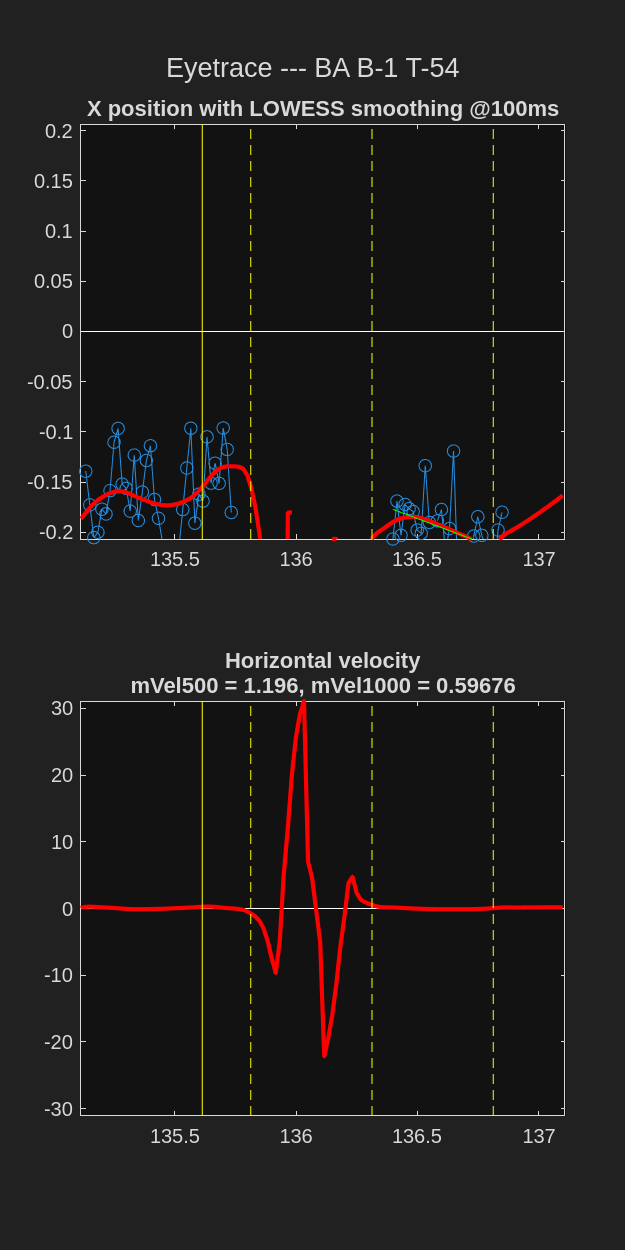 Eyetrace --- BA B-1 T-54
X position with LOWESS smoothing @100ms
0.2
0.15
0.1
0.05
0
-0.05
-0.1
-0.15
-0.2
135.5 136 136.5 137
Horizontal velocity
mVel500 = 1.196, mVel1000 = 0.59676
30
20
10
0
-10
-20
-30
135.5 136 136.5 137